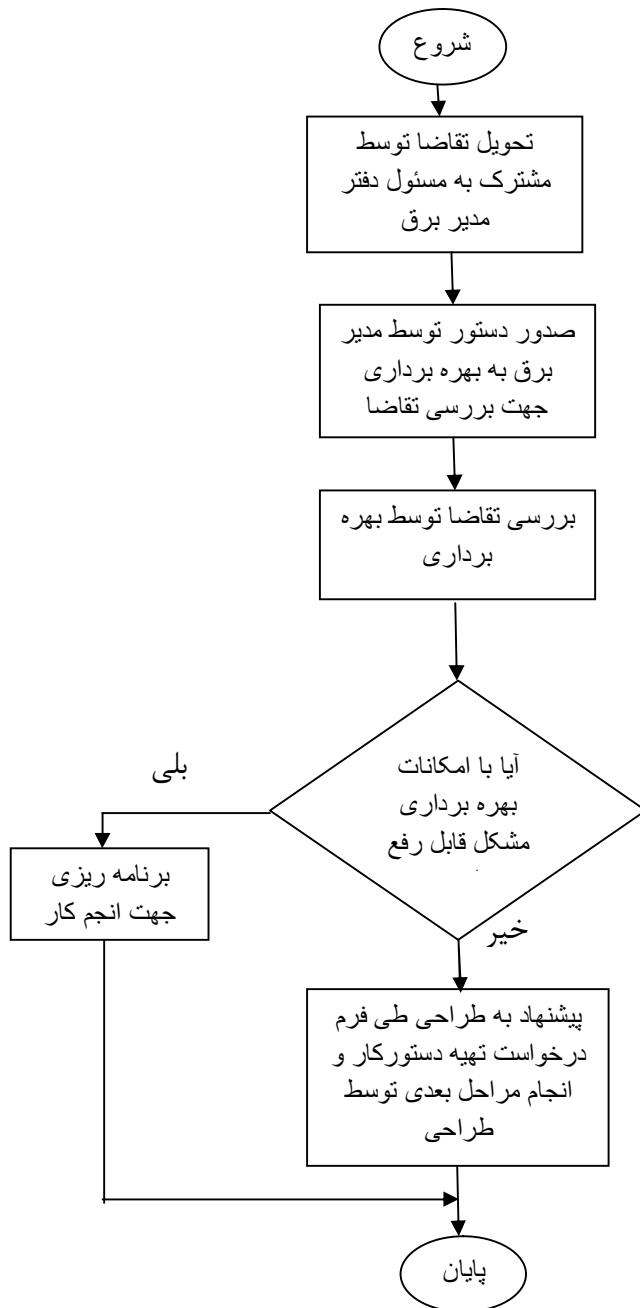 شروع
تحویل تقاضا توسط
مشترک به مسئول دفتر
مدیر برق
صدور دستور توسط مدیر
برق به بهره برداری
جهت بررسی تقاضا
بررسی تقاضا توسط بهره
برداری
آیا با امکانات
بهره برداری
مشکل قابل رفع
بلی
برنامه ریزی
جهت انجم کار
خیر
پیشنهاد به طراحی طی فرم
درخواست تهیه دستورکار و
انجام مراحل بعدی توسط
طراحی
پایان